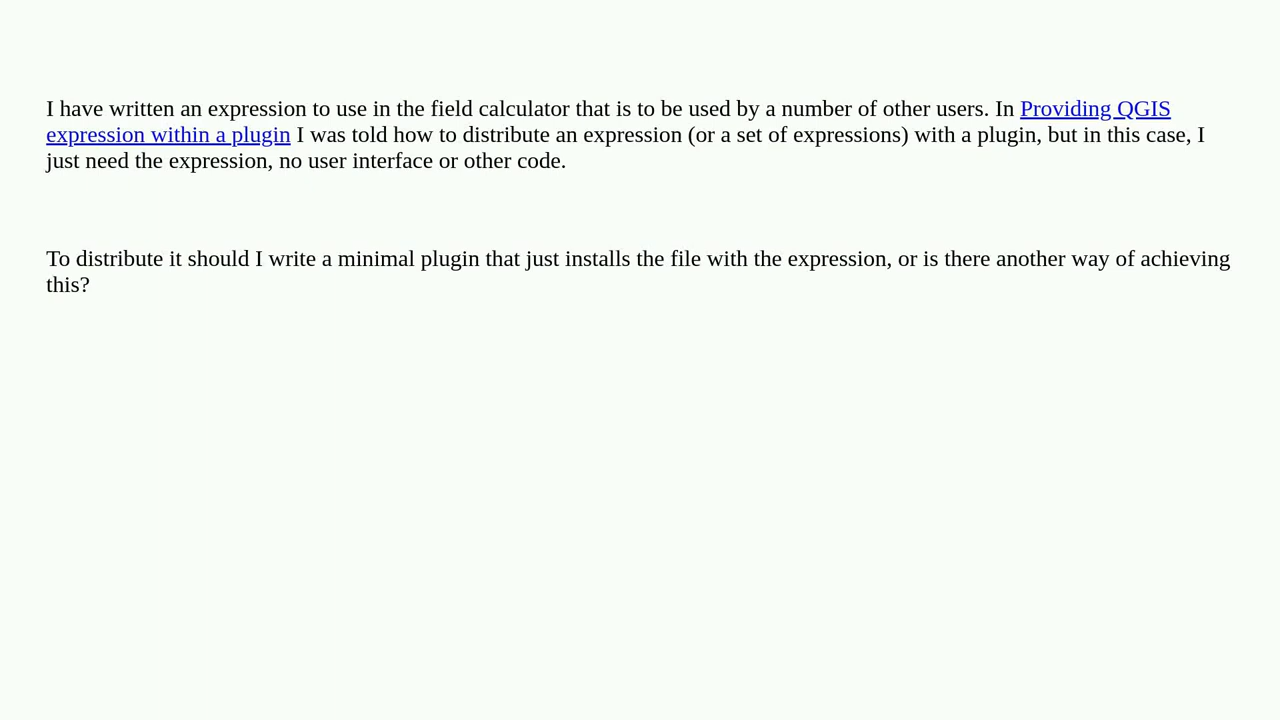 I have written an expression to use in the field calculator that is to be used by a number of other users. In Providing QGIS
expression within a plugin I was told how to distribute an expression (or a set of expressions) with a plugin, but in this case, I
just need the expression, no user interface or other code.
To distribute it should I write a minimal plugin that just installs the file with the expression, or is there another way of achieving
this?